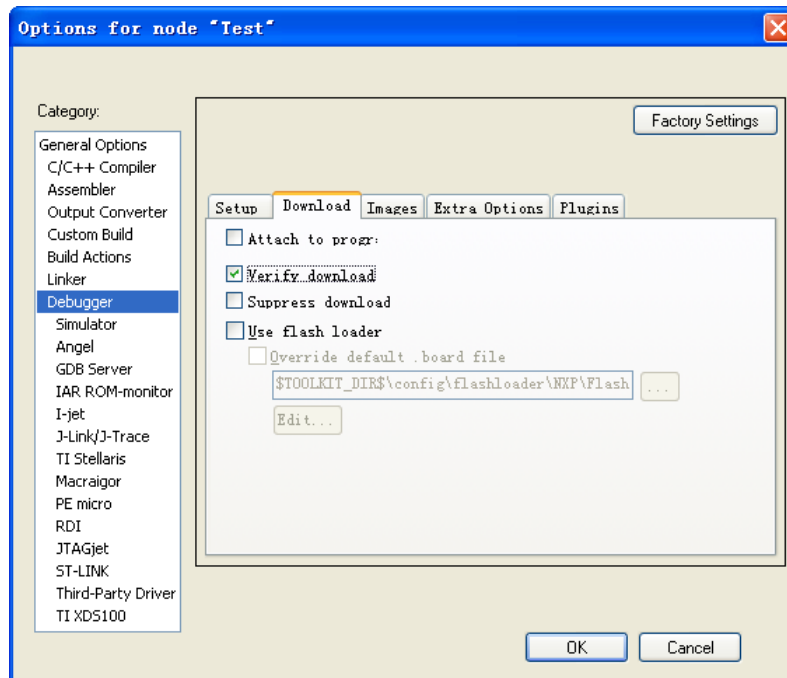 Options for node "Test"
Category:
Factory Settings
General Options
C/C++ Compiler
Assembler
Output Converter
Custom Build
Build Actions
Linker
Debugger
Simulator
Angel
GDB Server
IAR ROM-monitor
I-jet
J-Link/J-Trace
TI Stellaris
Macraigor
PE micro
RDI
JTAGjet
ST-LINK
Third-Party Driver
TI XDS100
Setup Download Images Extra Options Plugins
Attach to progr
Verify download
Suppress download
Use flash loader
Override default .board file
$TOOLKIT_DIR$\config\flashloader\NXP\Flash ...
Edit...
OK Cancel